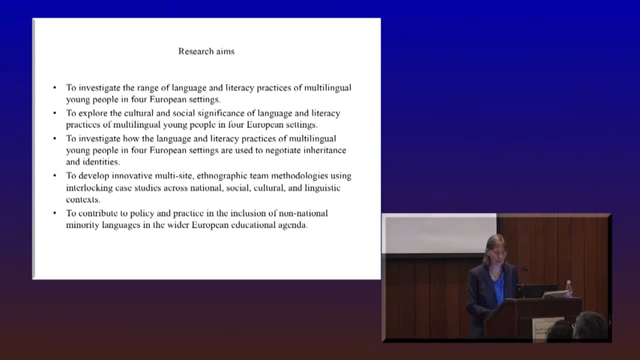 Research aims
• To investigate the range of language and literacy practices of multilingual
young people in four European settings.
• To explore the cultural and social significance of language and literacy
practices of multilingual young people in four European settings.
• To investigate how the language and literacy practices of multilingual
young people in four European settings are used to negotiate inheritance
and identities.
• To develop innovative multi-site, ethnographic team methodologies using
interlocking case studies across national, social, cultural, and linguistic
contexts.
• To contribute to policy and practice in the inclusion of non-national
minority languages in the wider European educational agenda.